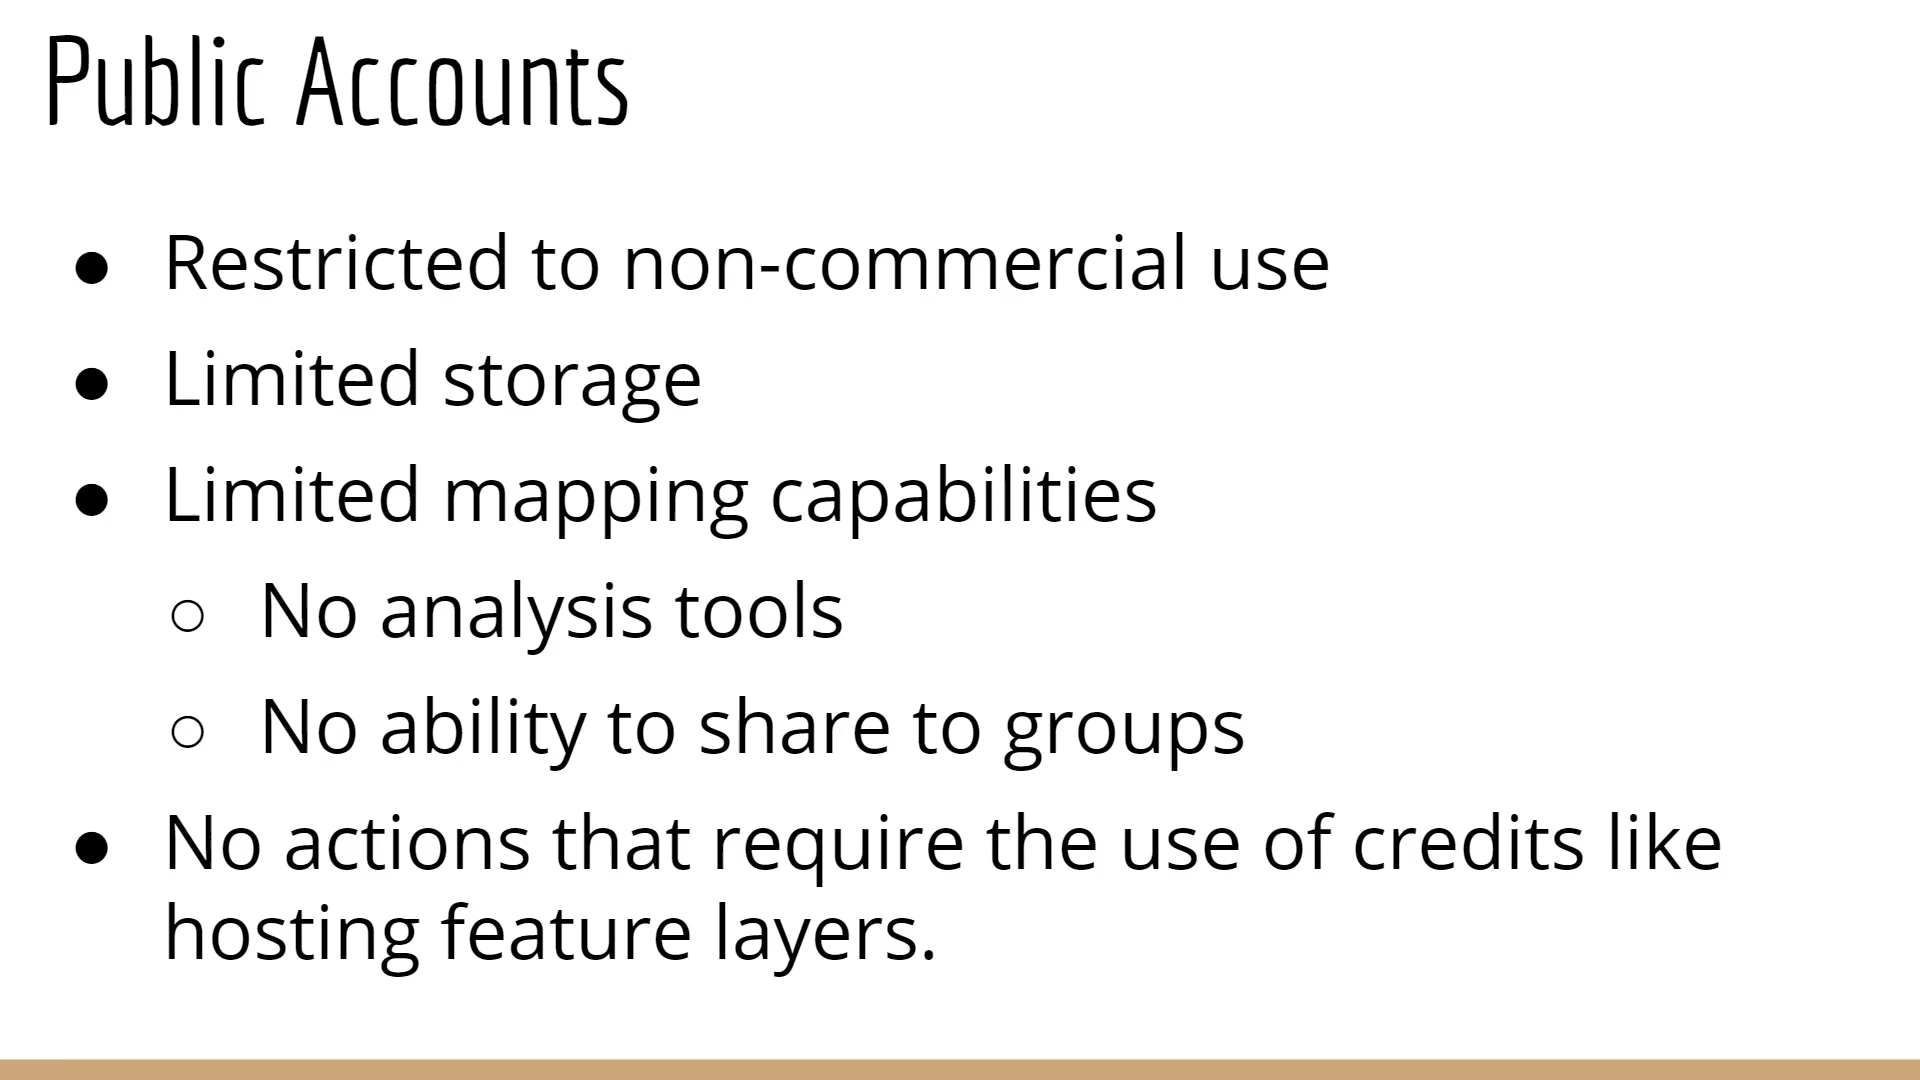 Public Accounts
● Restricted to non-commercial use
● Limited storage
● Limited mapping capabilities
○ No analysis tools
○ No ability to share to groups
● No actions that require the use of credits like
hosting feature layers.